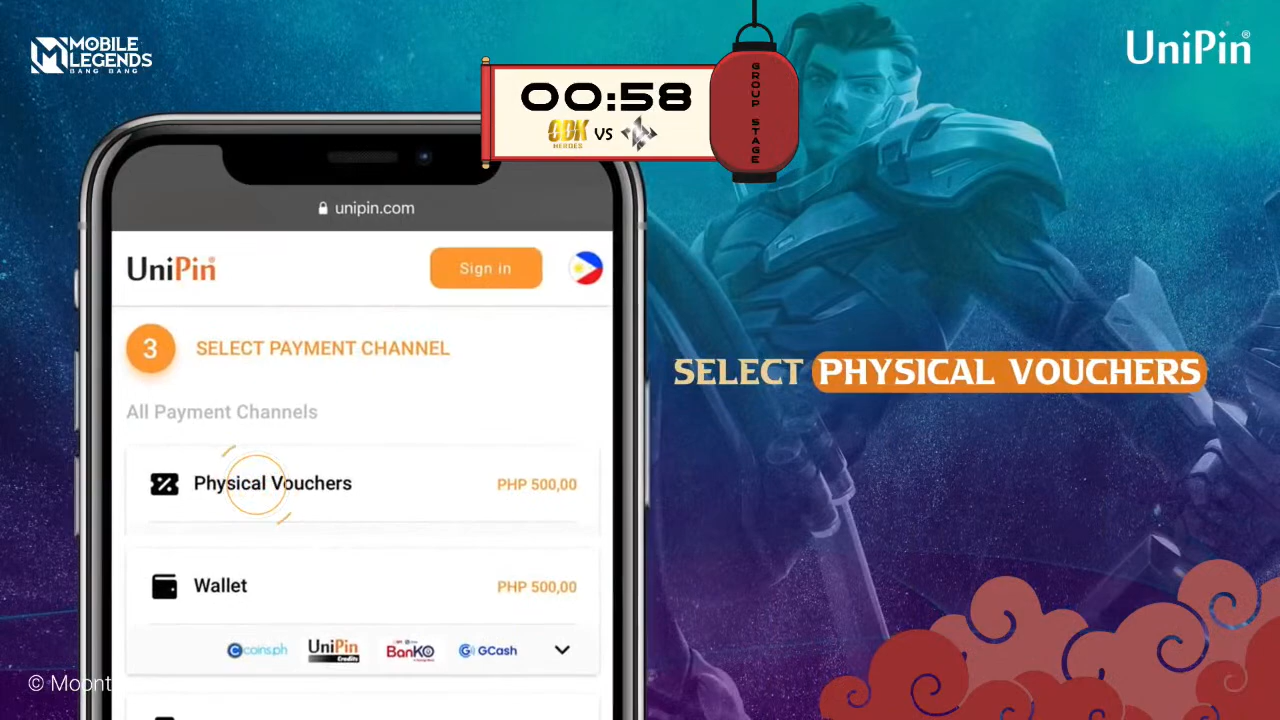 MOBILE
LEGENDS
BANG BANG
00:58
ODK
HEROES
VS
GROUP STAGE
UniPin®
unipin.com
UniPin
Sign in
3
SELECT PAYMENT CHANNEL
All Payment Channels
Physical Vouchers
PHP 500,00
Wallet
PHP 500,00
coins.ph
UniPin
Credits
BanKO
GCash
SELECT PHYSICAL VOUCHERS
© Moont